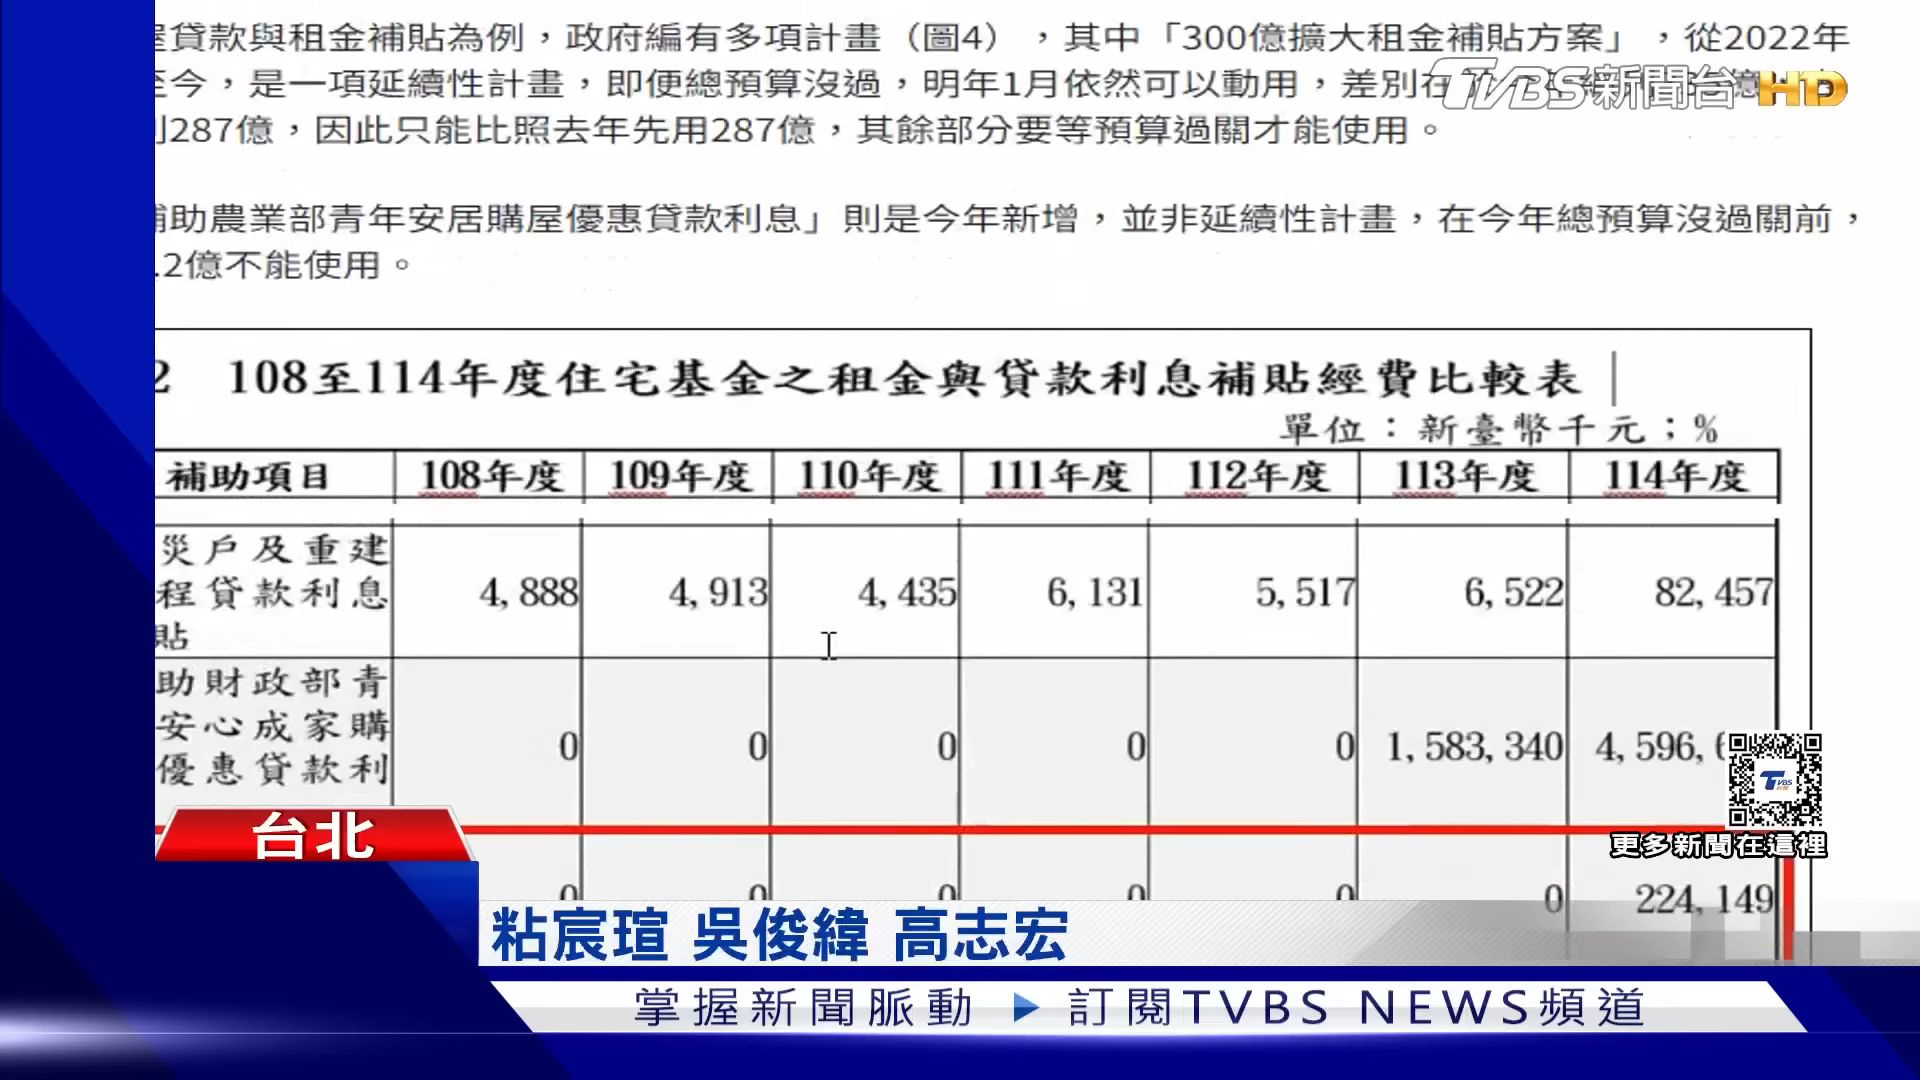 貸款與租金補貼為例，政府編有多項計畫（圖4），其中「300億擴大租金補貼方案」，從2022年
至今，是一項延續性計畫，即便總預算沒過，明年1月依然可以動用，差別在
287億，因此只能比照去年先用287億，其餘部分要等預算過關才能使用。
TVBS新聞台HD
補助農業部青年安居購屋優惠貸款利息」則是今年新增，並非延續性計畫，在今年總預算沒過關前，
.2億不能使用。
2 108至114年度住宅基金之租金與貸款利息補貼經費比較表
單位：新臺幣千元；%
補助項目 108年度 109年度 110年度 111年度 112年度 113年度 114年度
災戶及重建
程貸款利息
貼
4,888 4,913 4,435 6,131 5,517 6,522 82,457
助財政部青
安心成家購
優惠貸款利
0 0 0 0 0 1,583,340 4,596,
0 0 0 0 0 224,149
TVBS
更多新聞在這裡
台北
粘宸瑄 吳俊緯 高志宏
掌握新聞脈動 ▶ 訂閱TVBS NEWS頻道